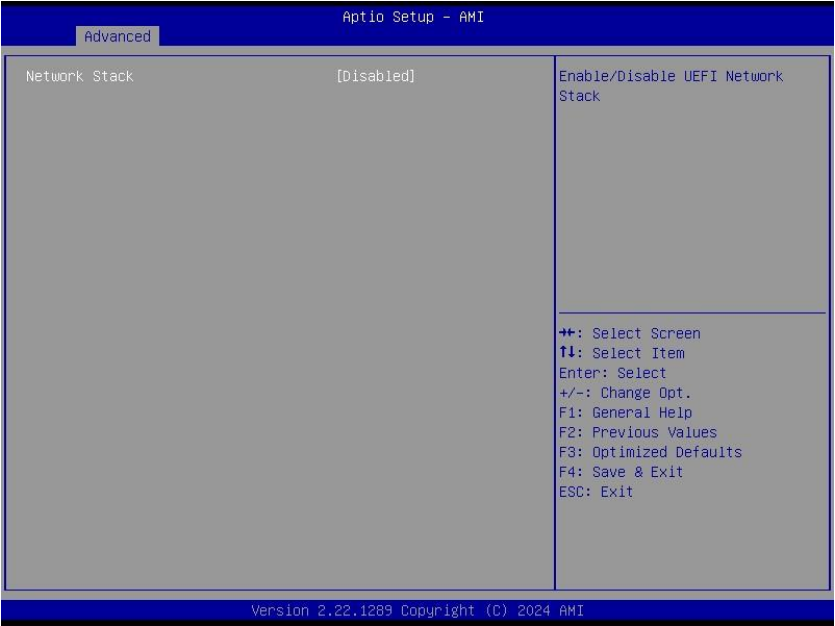 Aptio Setup - AMI
Advanced
Network Stack [Disabled]
Enable/Disable UEFI Network
Stack
→←: Select Screen
↑↓: Select Item
Enter: Select
+/-: Change Opt.
F1: General Help
F2: Previous Values
F3: Optimized Defaults
F4: Save & Exit
ESC: Exit
Version 2.22.1289 Copyright (C) 2024 AMI